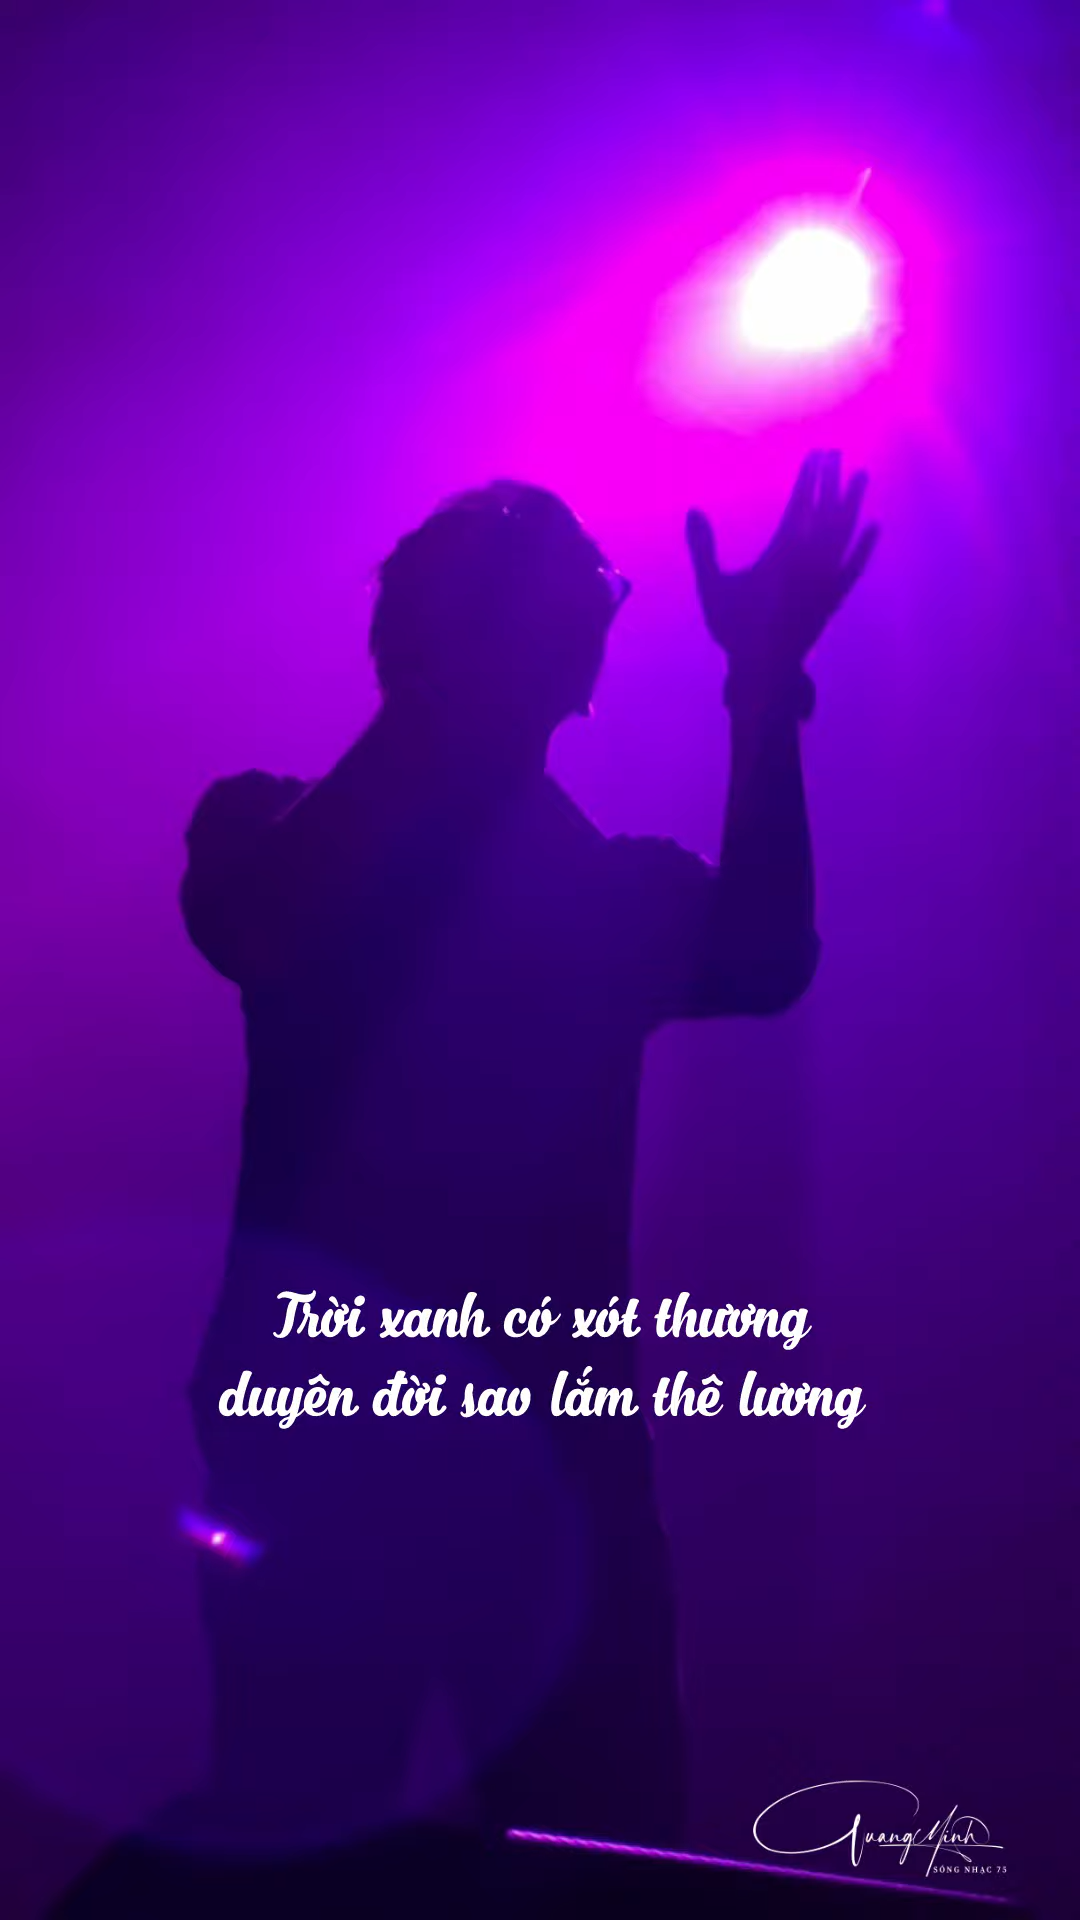 Trời xanh có xót thương
duyên đời sao lắm thê lương
Quang Minh
SÓNG NHẠC 75